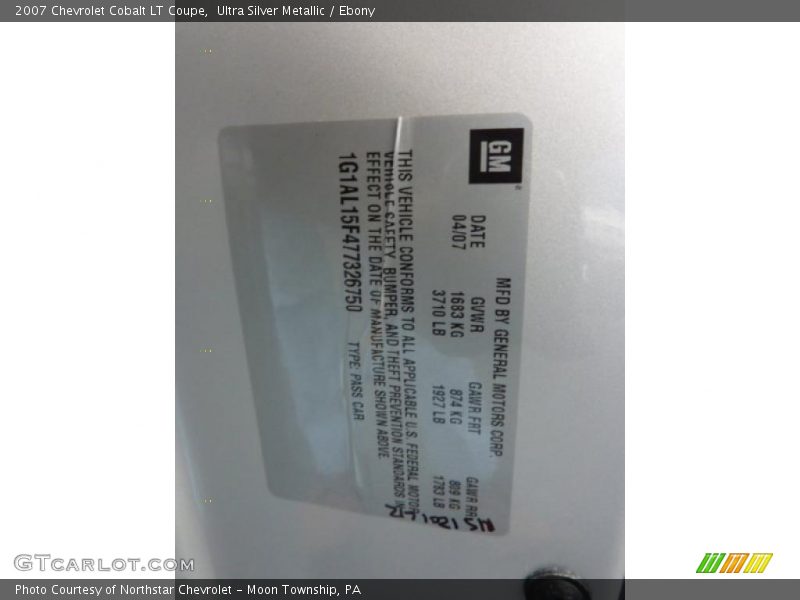 2007 Chevrolet Cobalt LT Coupe,  Ultra Silver Metallic / Ebony
GM
MFD BY GENERAL MOTORS CORP.
DATE GVWR GAWR FRT GAWR RR
04/07 1683 KG 874 KG 809 KG
3710 LB 1927 LB 1783 LB
THIS VEHICLE CONFORMS TO ALL APPLICABLE U.S. FEDERAL MOTOR
VEHICLE SAFETY, BUMPER, AND THEFT PREVENTION STANDARDS IN
EFFECT ON THE DATE OF MANUFACTURE SHOWN ABOVE.
1G1AL15F477326750 TYPE: PASS CAR
GTcarlot.com
Photo Courtesy of Northstar Chevrolet - Moon Township, PA